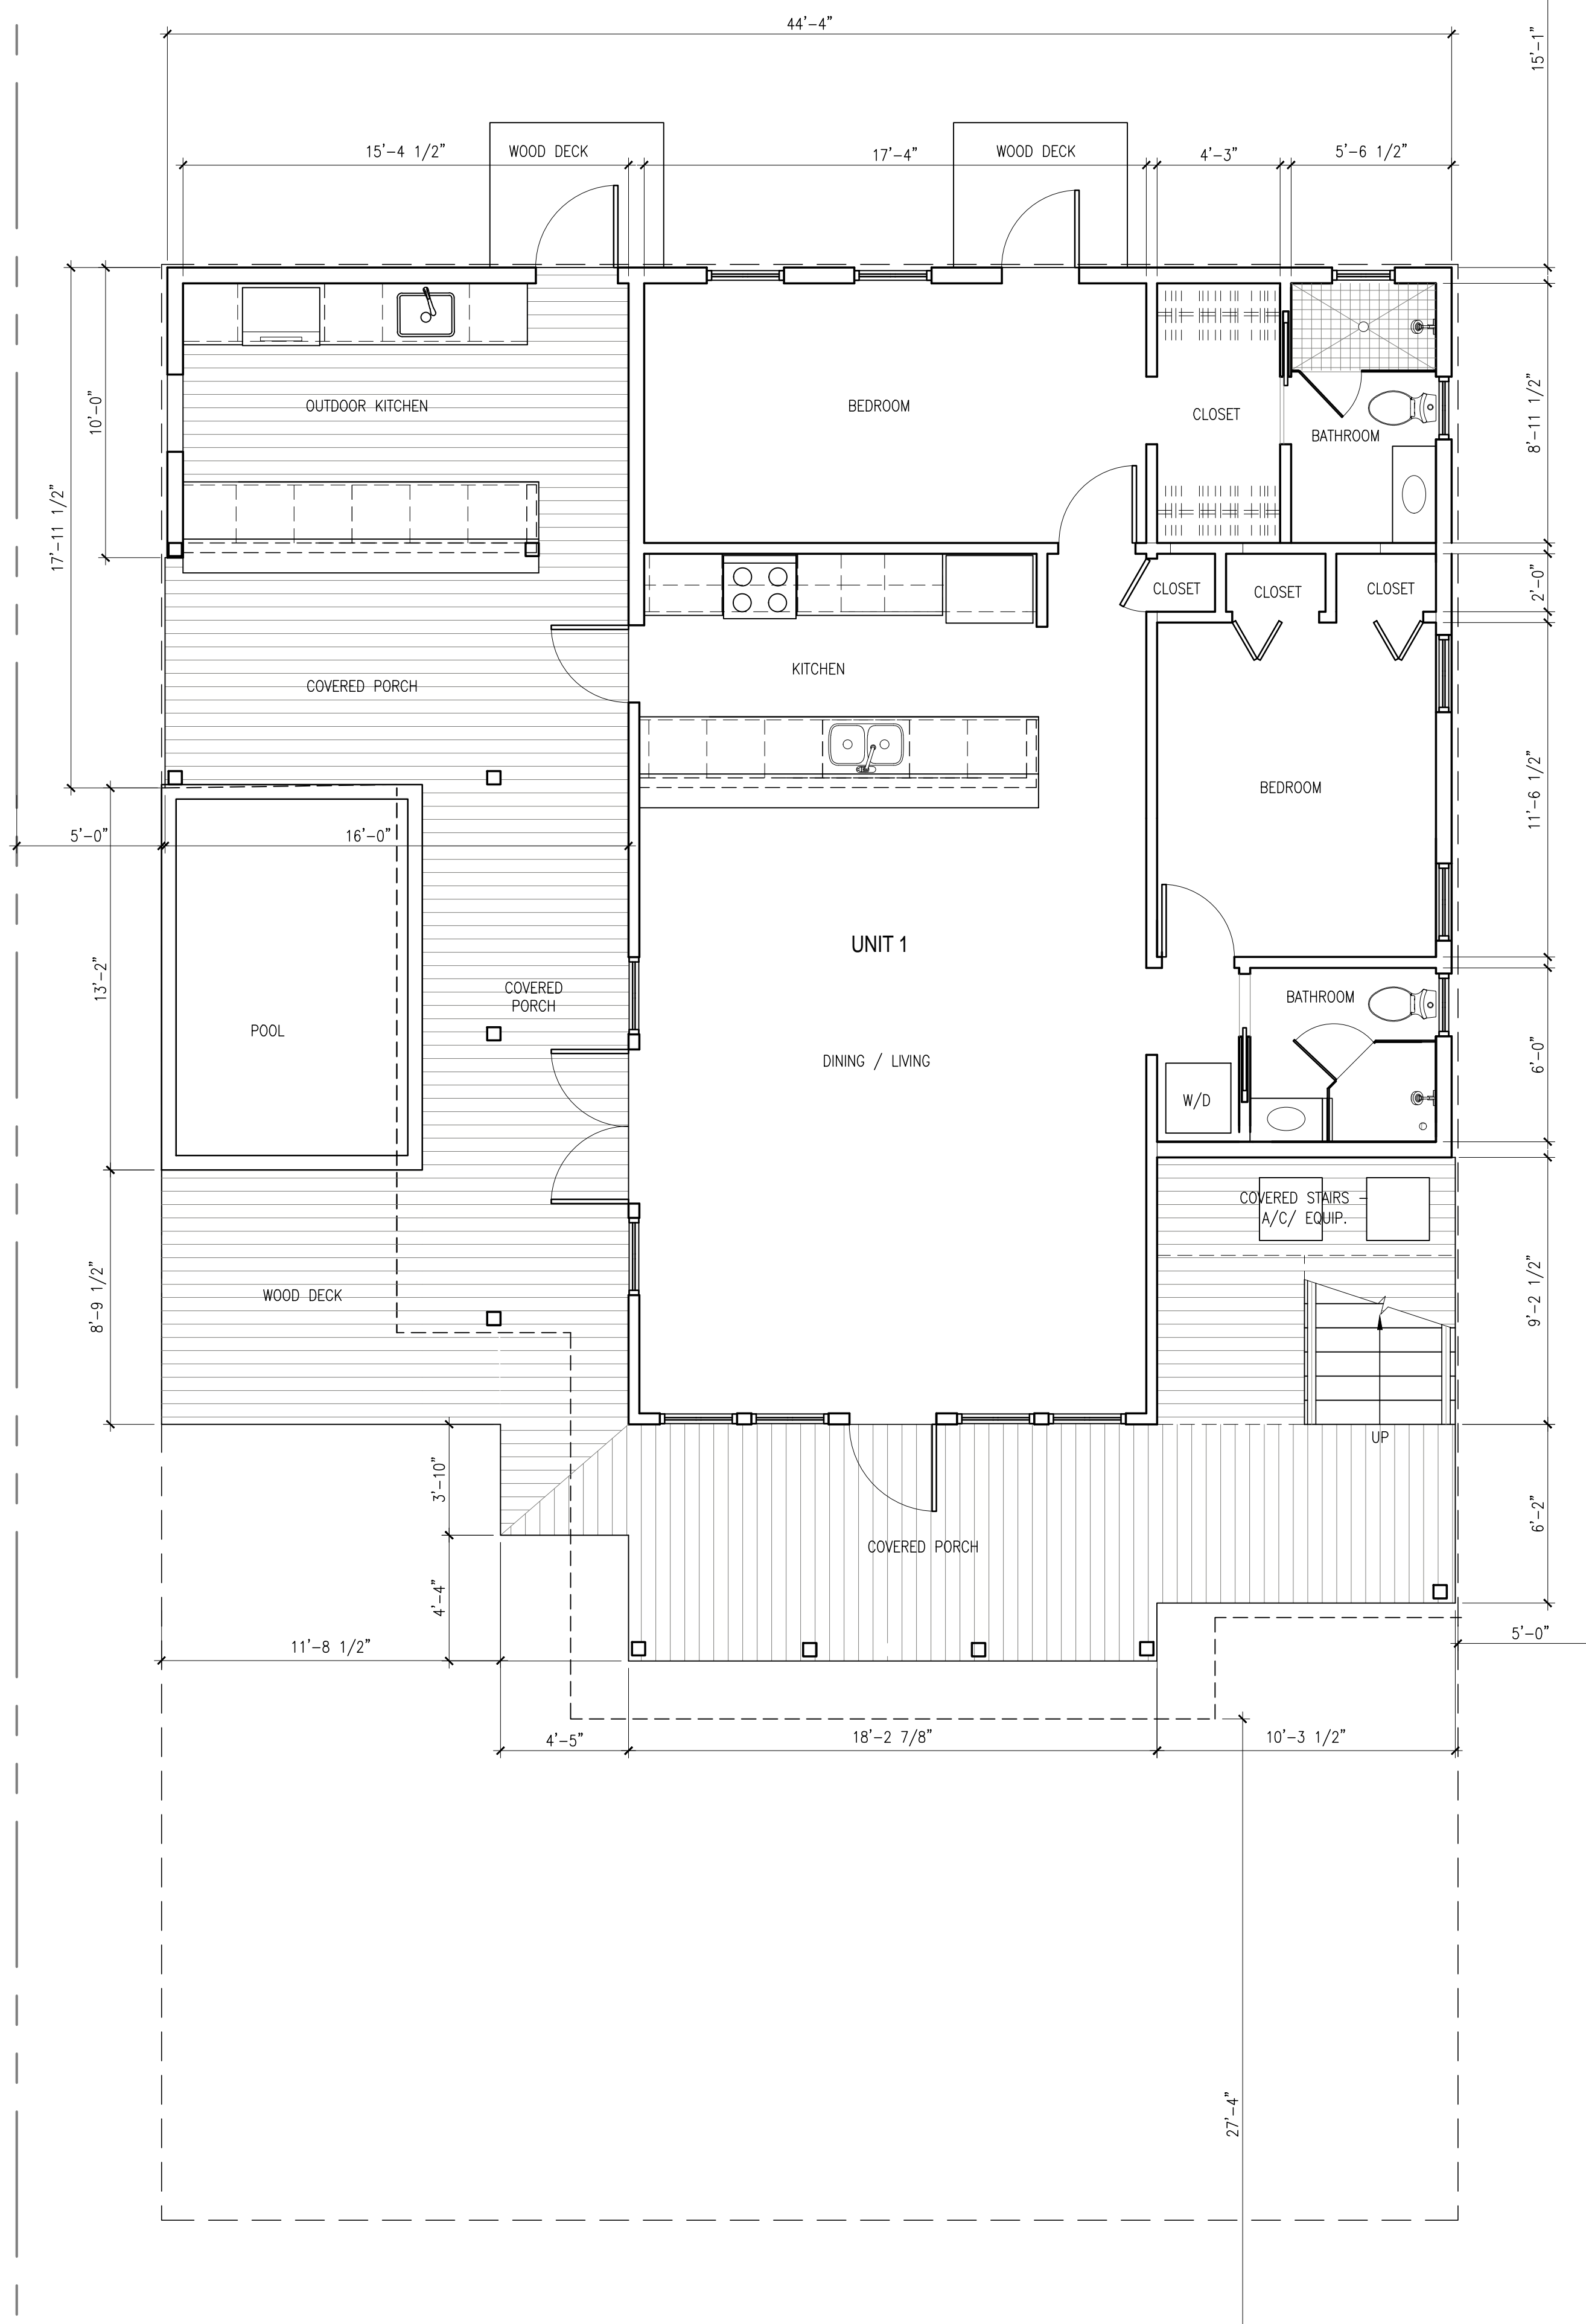 44'-4"
15'-1"
15'-4 1/2"
WOOD DECK
17'-4"
WOOD DECK
4'-3"
5'-6 1/2"
10'-0"
OUTDOOR KITCHEN
BEDROOM
CLOSET
BATHROOM
8'-11 1/2"
17'-11 1/2"
CLOSET
CLOSET
CLOSET
2'-0"
COVERED PORCH
KITCHEN
BEDROOM
11'-6 1/2"
5'-0"
16'-0"
UNIT 1
13'-2"
COVERED
PORCH
BATHROOM
POOL
DINING / LIVING
6'-0"
W/D
COVERED STAIRS -
A/C/ EQUIP.
WOOD DECK
8'-9 1/2"
9'-2 1/2"
UP
3'-10"
COVERED PORCH
6'-2"
4'-4"
11'-8 1/2"
5'-0"
4'-5"
18'-2 7/8"
10'-3 1/2"
27'-4"